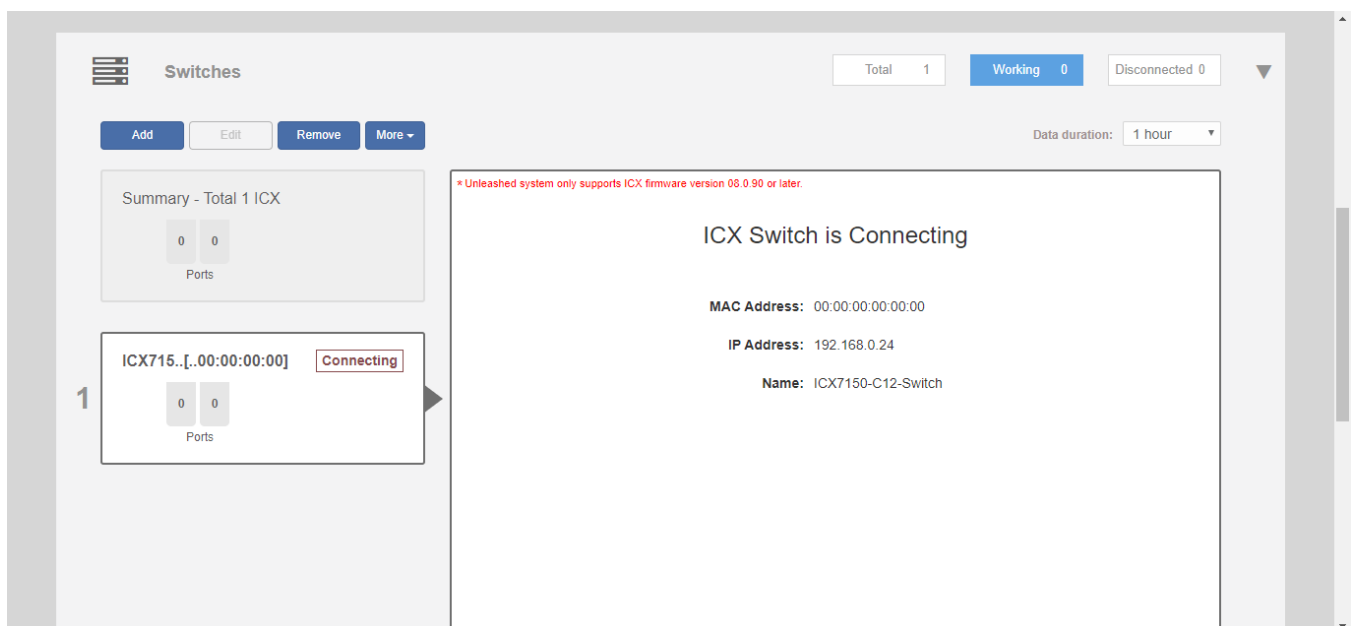 Switches
Total 1
Working 0
Disconnected 0
Add
Edit
Remove
More
Data duration: 1 hour
Summary - Total 1 ICX
0 0
Ports
* Unleashed system only supports ICX firmware version 08.0.90 or later.
ICX Switch is Connecting
MAC Address: 00:00:00:00:00:00
IP Address: 192.168.0.24
Name: ICX7150-C12-Switch
1
ICX715..[..00:00:00:00] Connecting
0 0
Ports